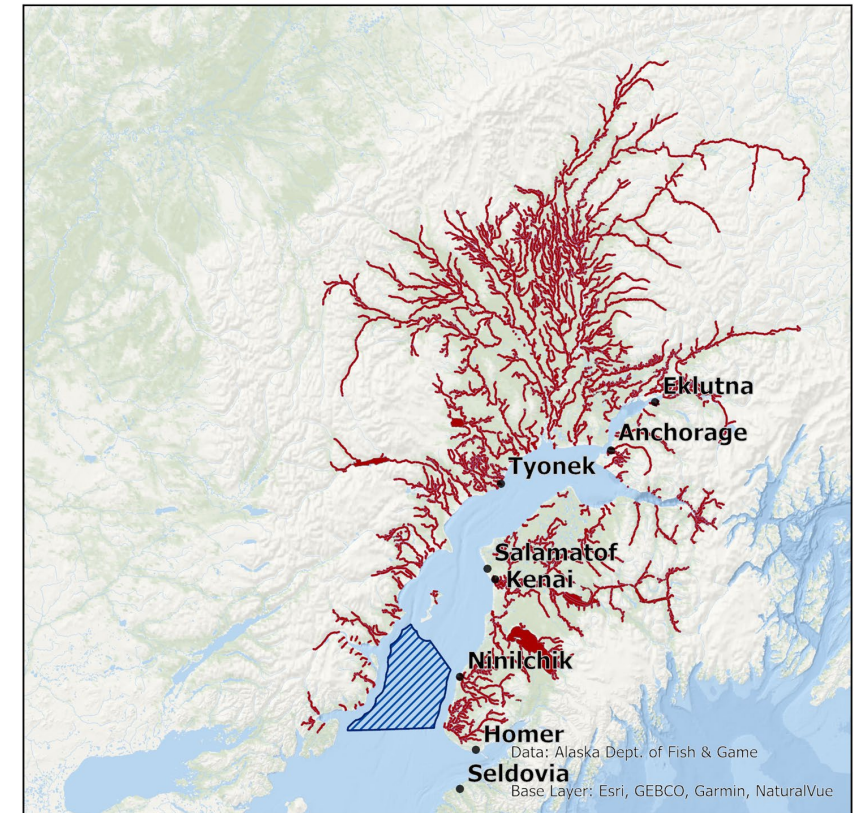 Eklutna
Anchorage
Tyonek
Salamatof
Kenai
Ninilchik
Homer
Data: Alaska Dept. of Fish & Game
Seldovia
Base Layer: Esri, GEBCO, Garmin, NaturalVue